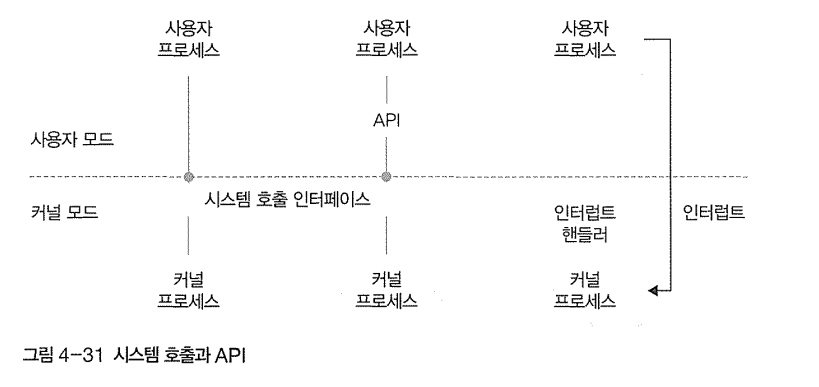 사용자 사용자 사용자
프로세스 프로세스 프로세스
API
사용자 모드
시스템 호출 인터페이스
커널 모드 인터럽트 인터럽트
핸들러
커널 커널 커널
프로세스 프로세스 프로세스
그림 4-31 시스템 호출과 API